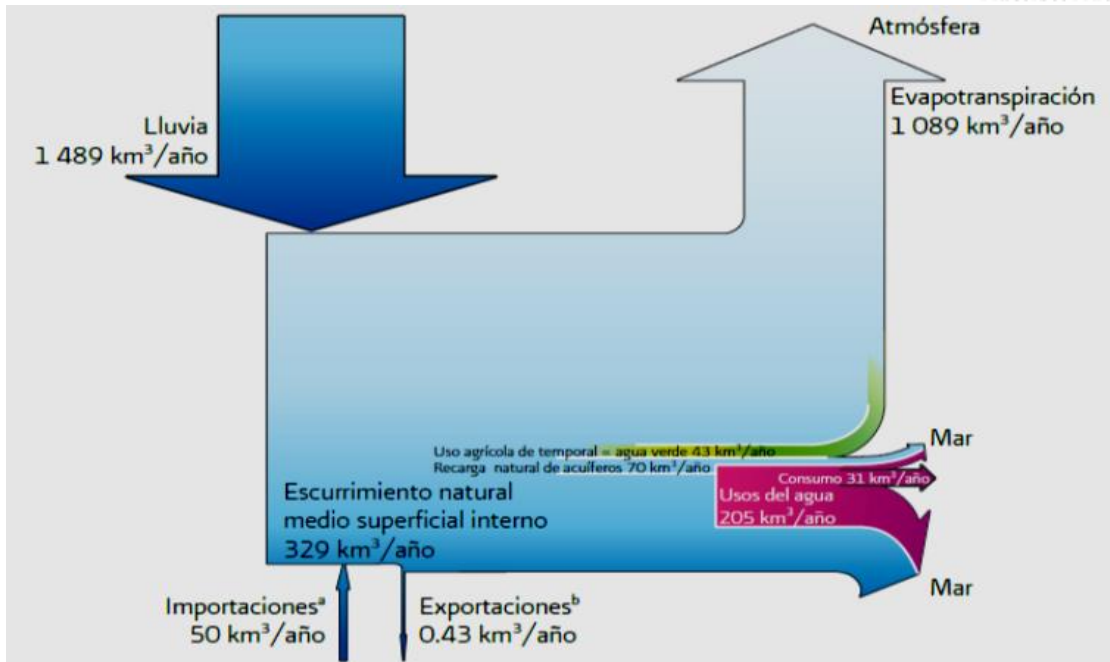 Atmósfera
Evapotranspiración
1 089 km³/año
Lluvia
1 489 km³/año
Mar
Uso agrícola de temporal = agua verde 43 km³/año
Recarga natural de acuíferos 70 km³/año
Consumo 31 km³/año
Usos del agua
205 km³/año
Escurrimiento natural
medio superficial interno
329 km³/año
Mar
Importacionesª
50 km³/año
Exportacionesᵇ
0.43 km³/año